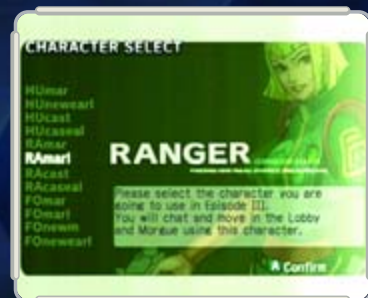 CHARACTER SELECT
HUmar
HUnewearl
HUcast
HUcaseal
RAmar
RAmarl
RAcast
RAcaseal
FOmar
FOmarl
FOnewm
FOnewearl
RANGER
Please select the character you are
going to use in Episode III.
You will chat and move in the Lobby
and Morgue using this character.
A Confirm